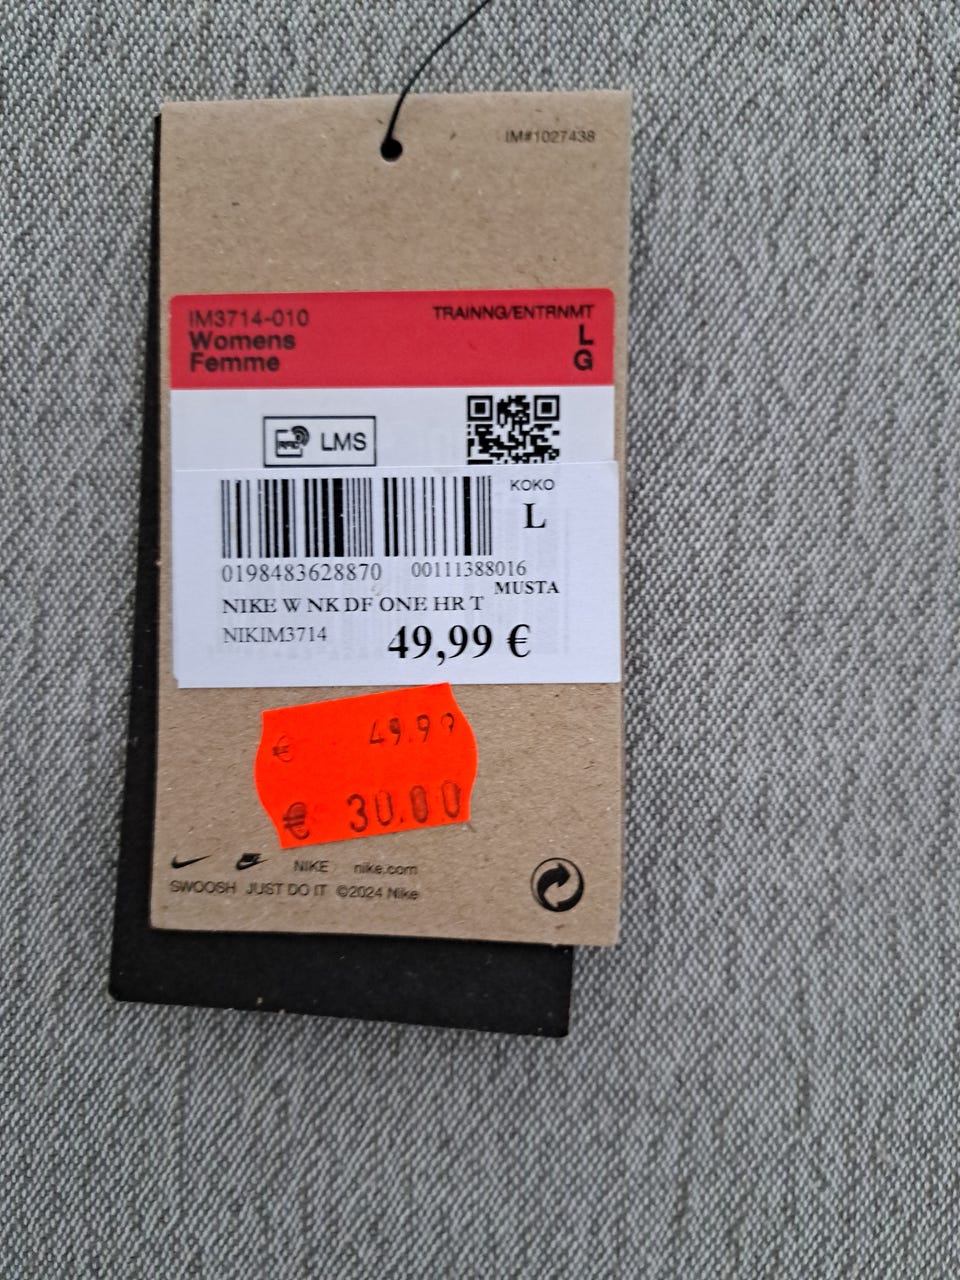 IM#1027438
IM3714-010 TRAINNG/ENTRNMT
Womens L
Femme G
LMS
KOKO
L
0198483628870 00111388016
MUSTA
NIKE W NK DF ONE HR T
NIKIM3714 49,99 €
€ 49.99
€ 30.00
NIKE nike.com
SWOOSH JUST DO IT ©2024 Nike